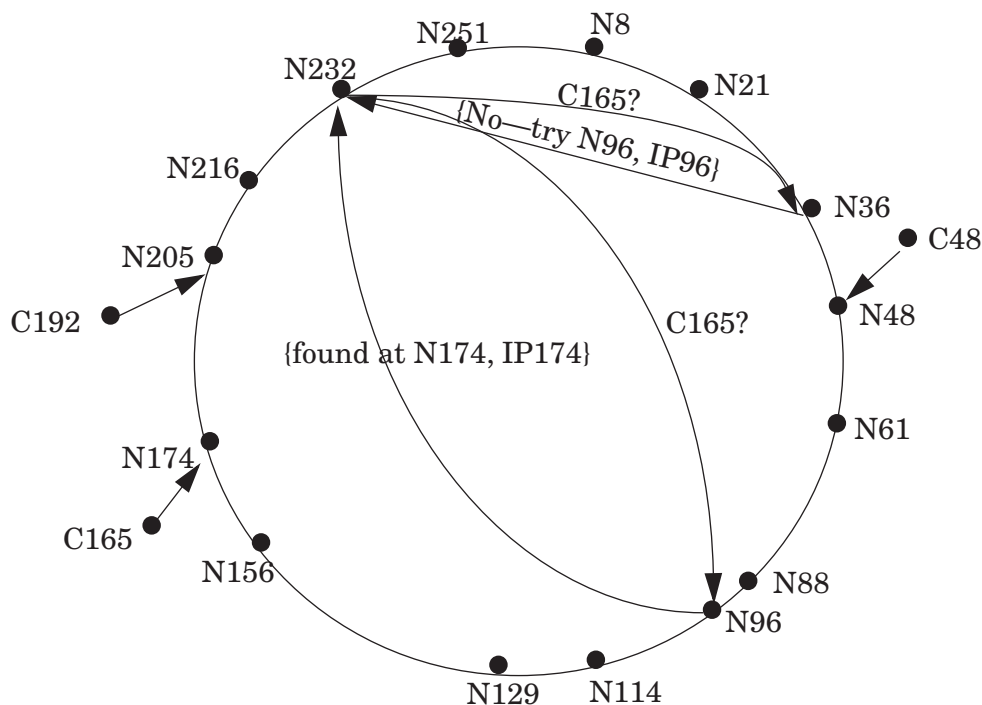 N8
N251
N232
N21
C165?
{No—try N96, IP96}
N216
N36
C48
N205
N48
C192
C165?
{found at N174, IP174}
N61
N174
C165
N156
N88
N96
N129
N114